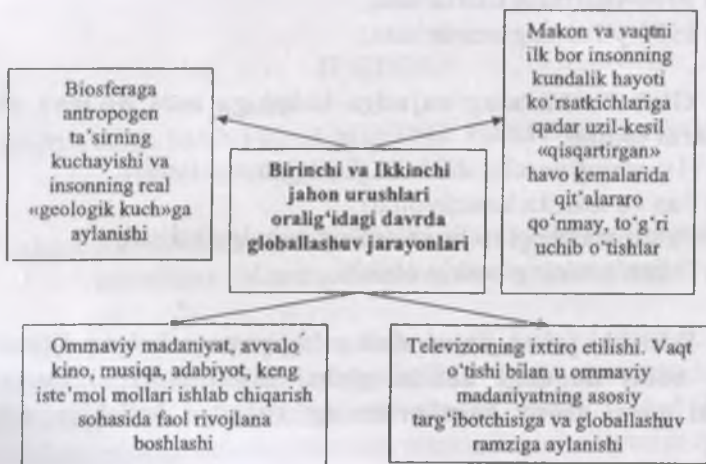 Makon va vaqtni
ilk bor insonning
kundalik hayoti
ko‘rsatkichlariga
qadar uzil-kesil
«qisqartirgan»
havo kemalarida
qit’alararo
qo‘nmay, to‘g‘ri
uchib o‘tishlar
Biosferaga
antropogen
ta’sirning
kuchayishi va
insonning real
«geologik kuch»ga
aylanishi
Birinchi va Ikkinchi
jahon urushlari
oralig‘idagi davrda
globallashuv jarayonlari
Ommaviy madaniyat, avvalo
kino, musiqa, adabiyot, keng
iste’mol mollari ishlab chiqarish
sohasida faol rivojlana
boshlashi
Televizorning ixtiro etilishi. Vaqt
o‘tishi bilan u ommaviy
madaniyatning asosiy
targ‘ibotchisiga va globallashuv
ramziga aylanishi